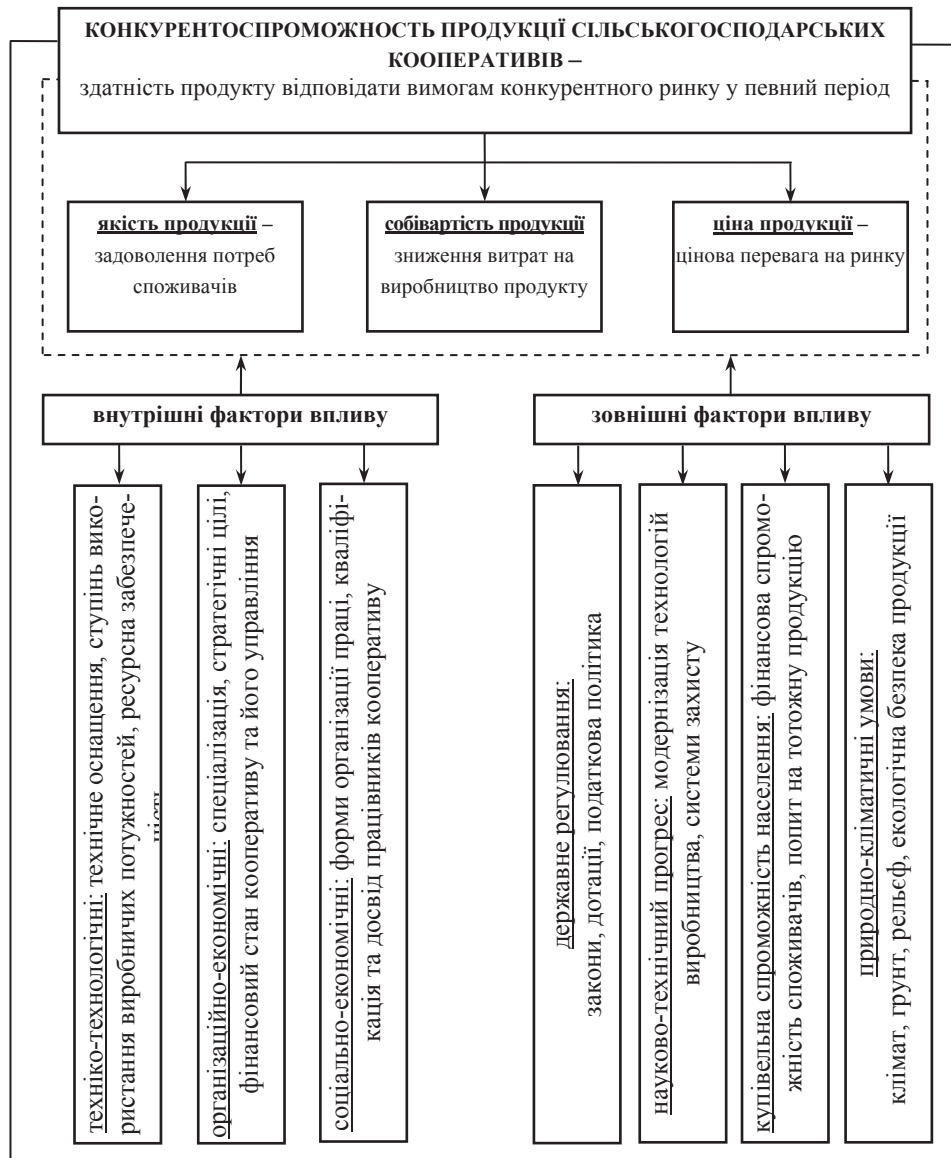 КОНКУРЕНТОСПРОМОЖНОСТЬ ПРОДУКЦІЇ СІЛЬСЬКОГОСПОДАРСЬКИХ
КООПЕРАТИВІВ –
здатність продукту відповідати вимогам конкурентного ринку у певний період
якість продукції –
задоволення потреб
споживачів
собівартість продукції
зниження витрат на
виробництво продукту
ціна продукції –
цінова перевага на ринку
внутрішні фактори впливу
зовнішні фактори впливу
техніко-технологічні: технічне оснащення, ступінь вико-
ристання виробничих потужностей, ресурсна забезпече-
ність
організаційно-економічні: спеціалізація, стратегічні цілі,
фінансовий стан кооперативу та його управління
соціально-економічні: форми організації праці, кваліфі-
кація та досвід працівників кооперативу
державне регулювання:
закони, дотації, податкова політика
науково-технічний прогрес: модернізація технологій
виробництва, системи захисту
купівельна спроможність населення: фінансова спромо-
жність споживачів, попит на тотожну продукцію
природно-кліматичні умови:
клімат, грунт, рельєф, екологічна безпека продукції